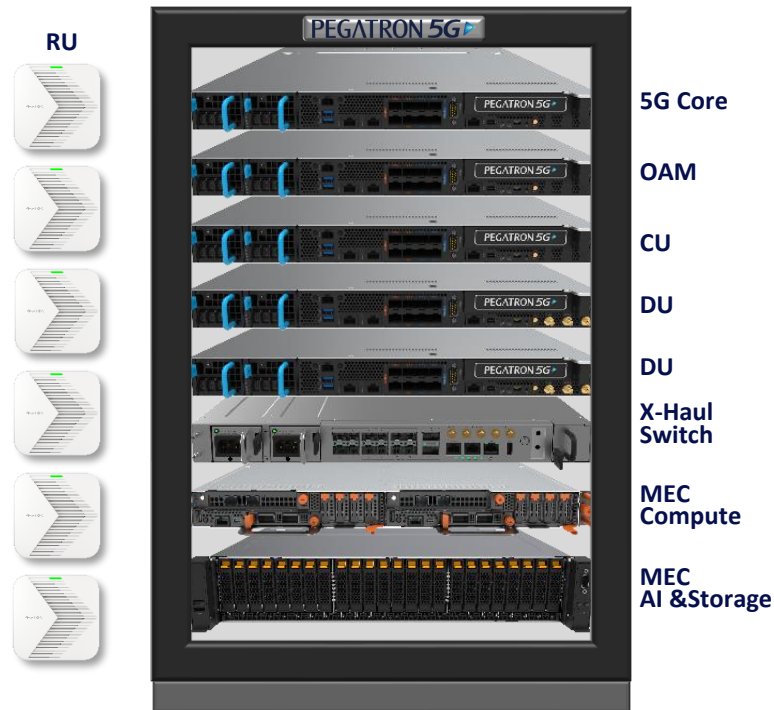 RU
PEGATRON 5G
PEGATRON 5G
5G Core
PEGATRON 5G
OAM
PEGATRON 5G
CU
PEGATRON 5G
DU
PEGATRON 5G
DU
X-Haul
Switch
MEC
Compute
MEC
AI &Storage